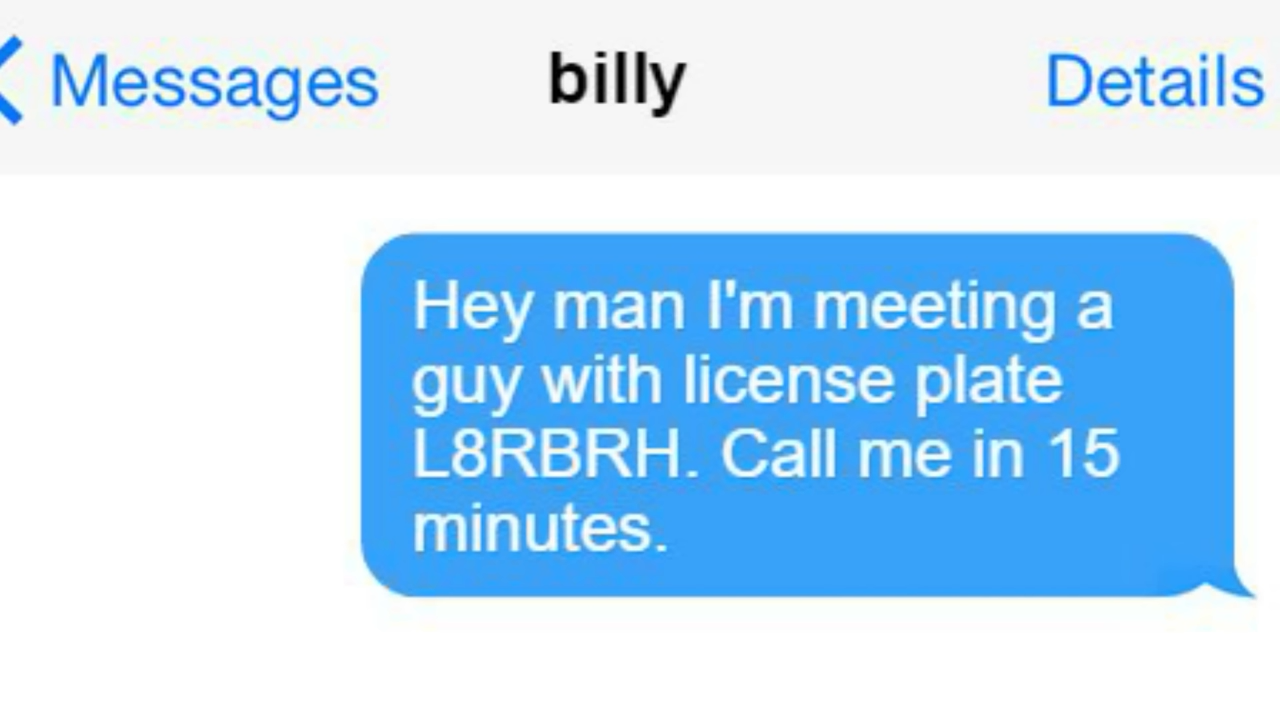 Messages billy Details
Hey man I'm meeting a
guy with license plate
L8RBRH. Call me in 15
minutes.